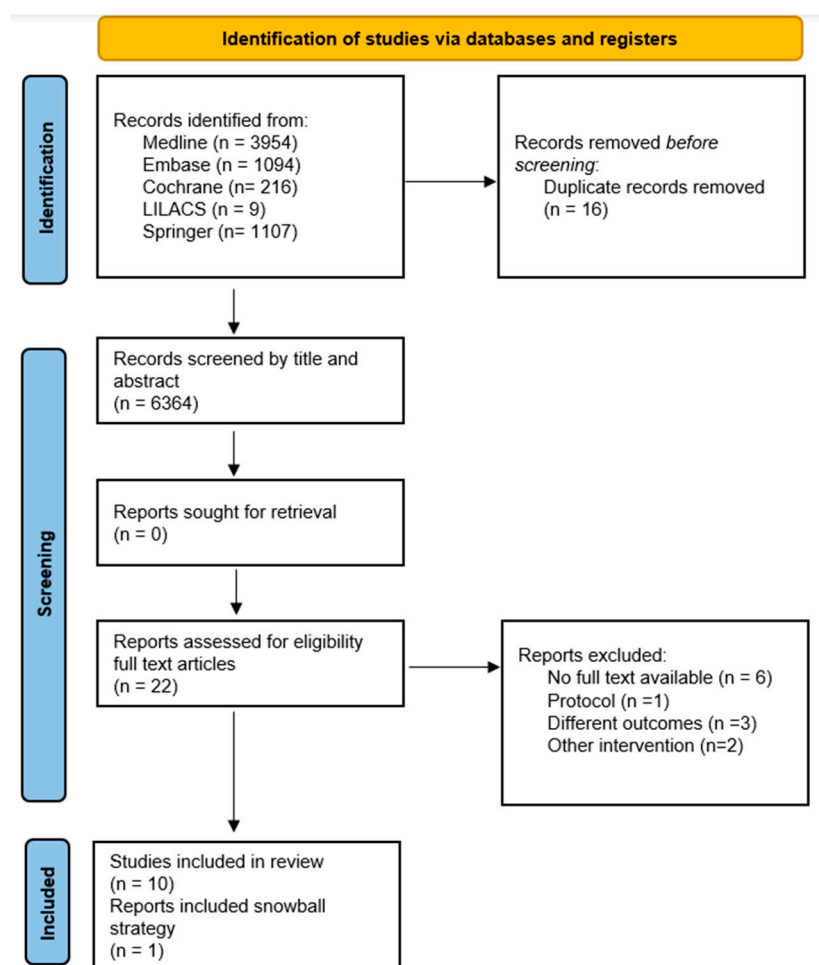 Identification of studies via databases and registers
Identification
Records identified from:
Medline (n = 3954)
Embase (n = 1094)
Cochrane (n= 216)
LILACS (n = 9)
Springer (n= 1107)
Records removed before
screening:
Duplicate records removed
(n = 16)
Screening
Records screened by title and
abstract
(n = 6364)
Reports sought for retrieval
(n = 0)
Reports assessed for eligibility
full text articles
(n = 22)
Reports excluded:
No full text available (n = 6)
Protocol (n =1)
Different outcomes (n =3)
Other intervention (n=2)
Included
Studies included in review
(n = 10)
Reports included snowball
strategy
(n = 1)